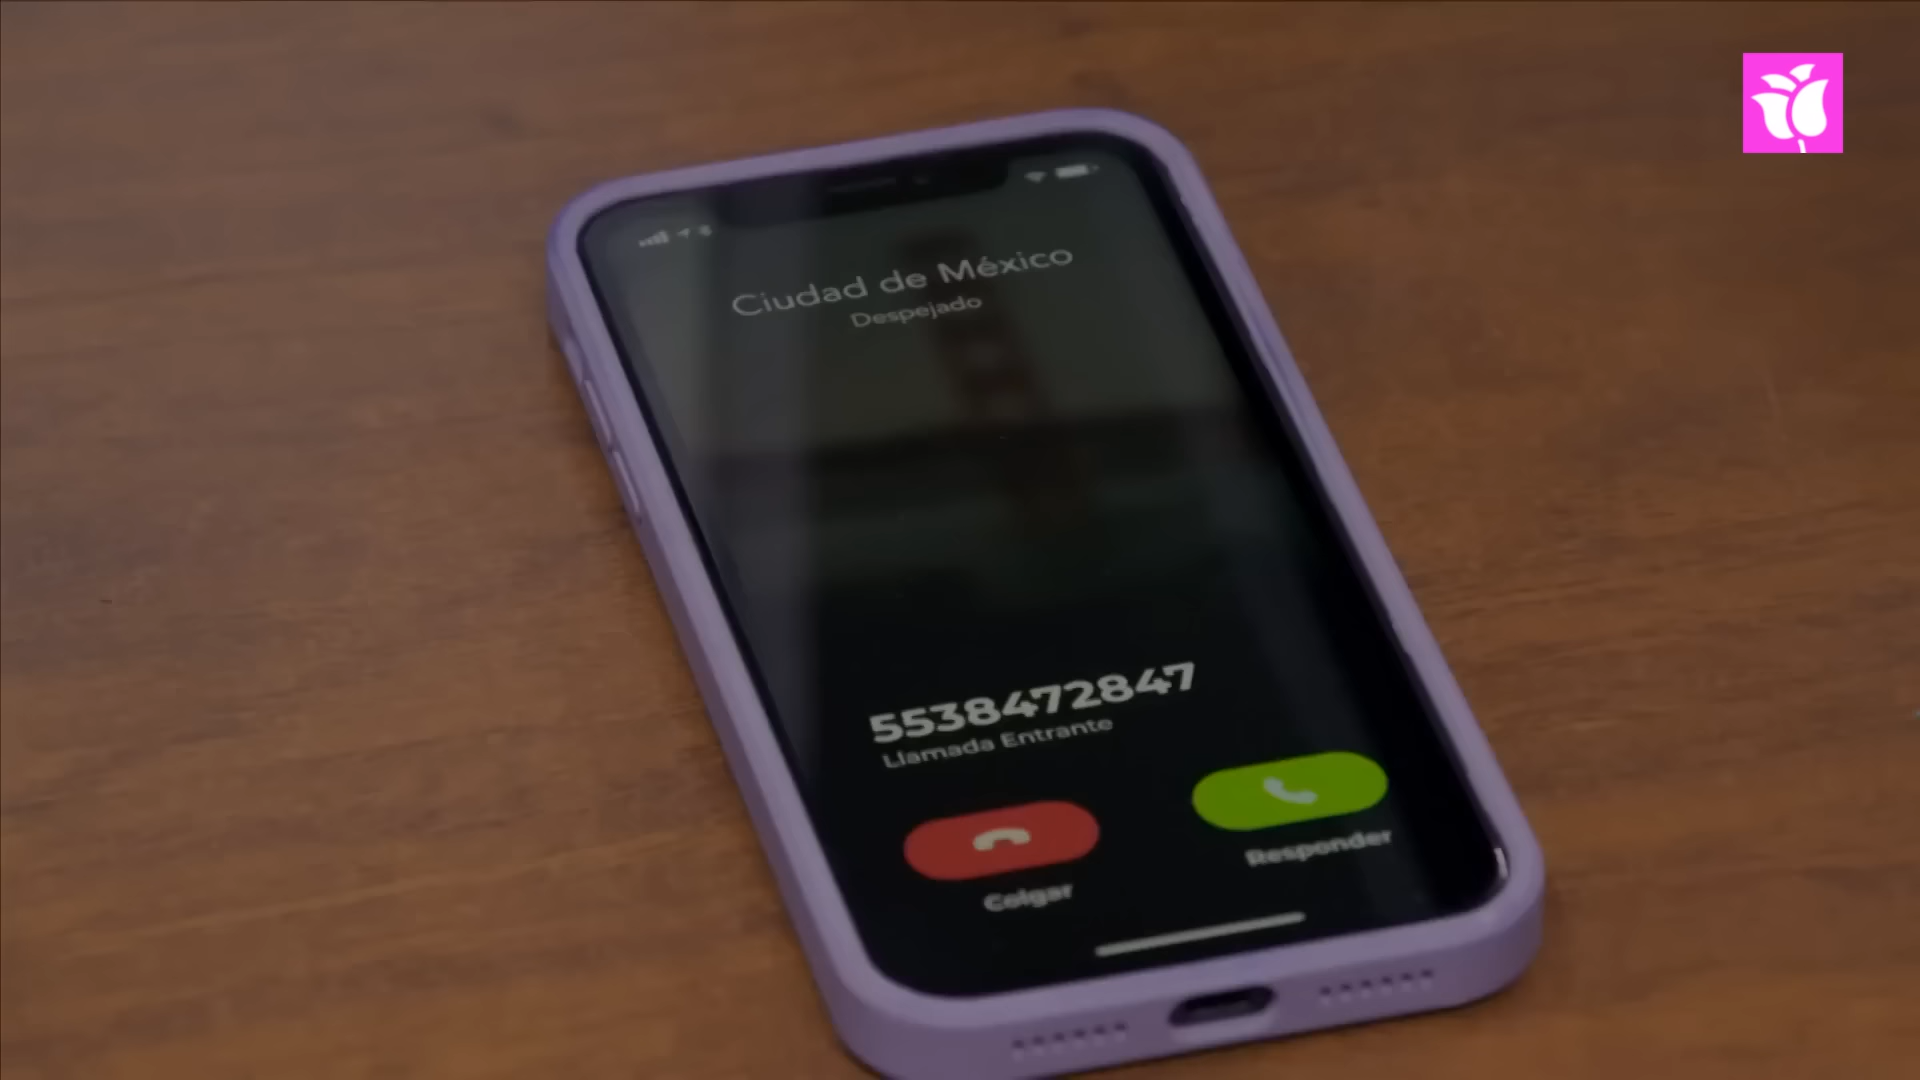 Ciudad de México
Despejado
5538472847
Llamada Entrante
Colgar
Responder